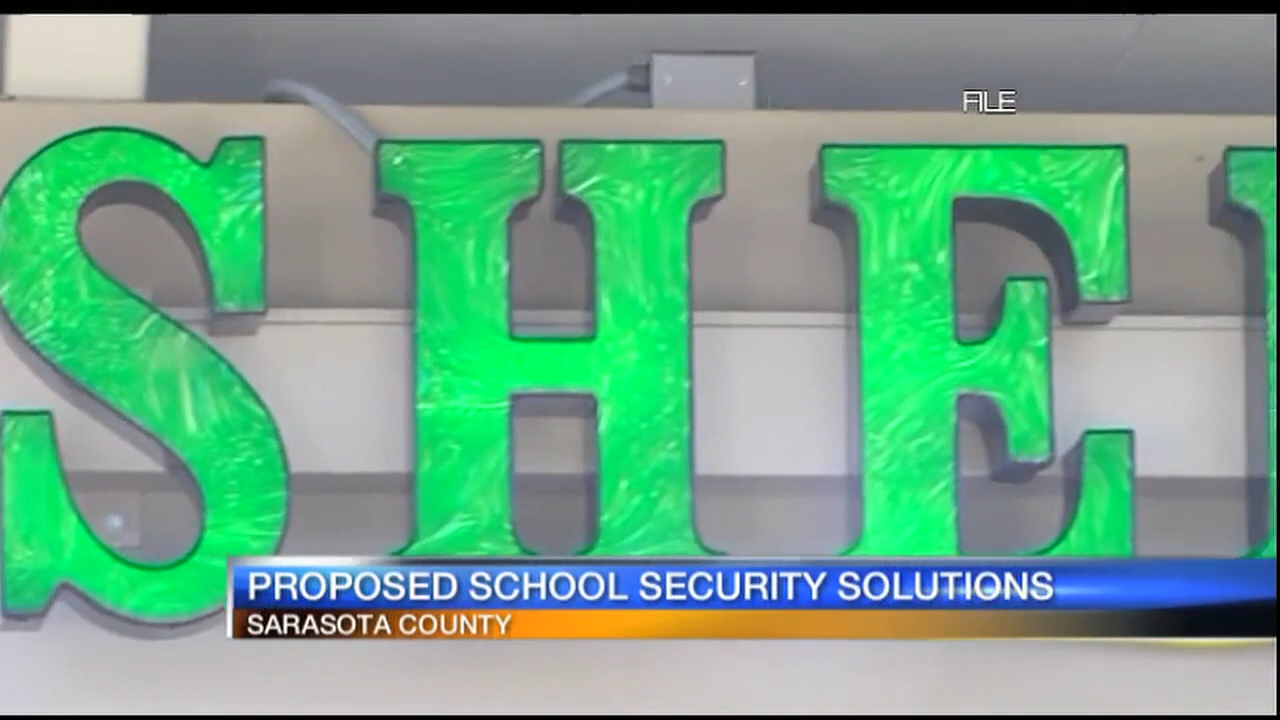 FILE
SHE
PROPOSED SCHOOL SECURITY SOLUTIONS
SARASOTA COUNTY